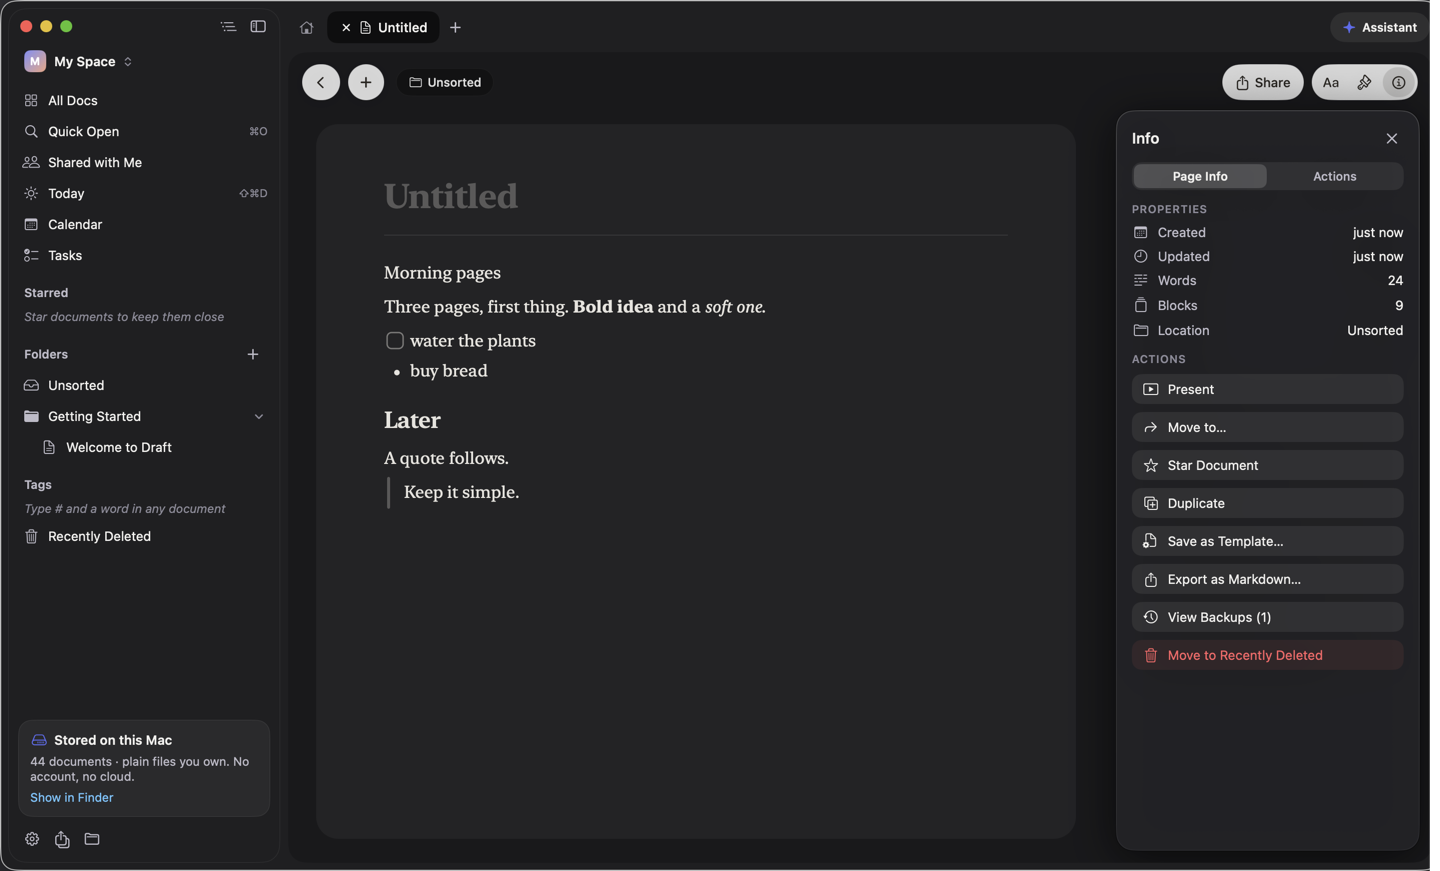 Untitled
Assistant
M My Space
All Docs
Quick Open ⌘O
Shared with Me
Today ⇧⌘D
Calendar
Tasks
Starred
Star documents to keep them close
Folders
Unsorted
Getting Started
Welcome to Draft
Tags
Type # and a word in any document
Recently Deleted
Stored on this Mac
44 documents · plain files you own. No
account, no cloud.
Show in Finder
Unsorted
Share
Aa
Untitled
Morning pages
Three pages, first thing. Bold idea and a soft one.
water the plants
• buy bread
Later
A quote follows.
Keep it simple.
Info
Page Info Actions
PROPERTIES
Created just now
Updated just now
Words 24
Blocks 9
Location Unsorted
ACTIONS
Present
Move to...
Star Document
Duplicate
Save as Template...
Export as Markdown...
View Backups (1)
Move to Recently Deleted